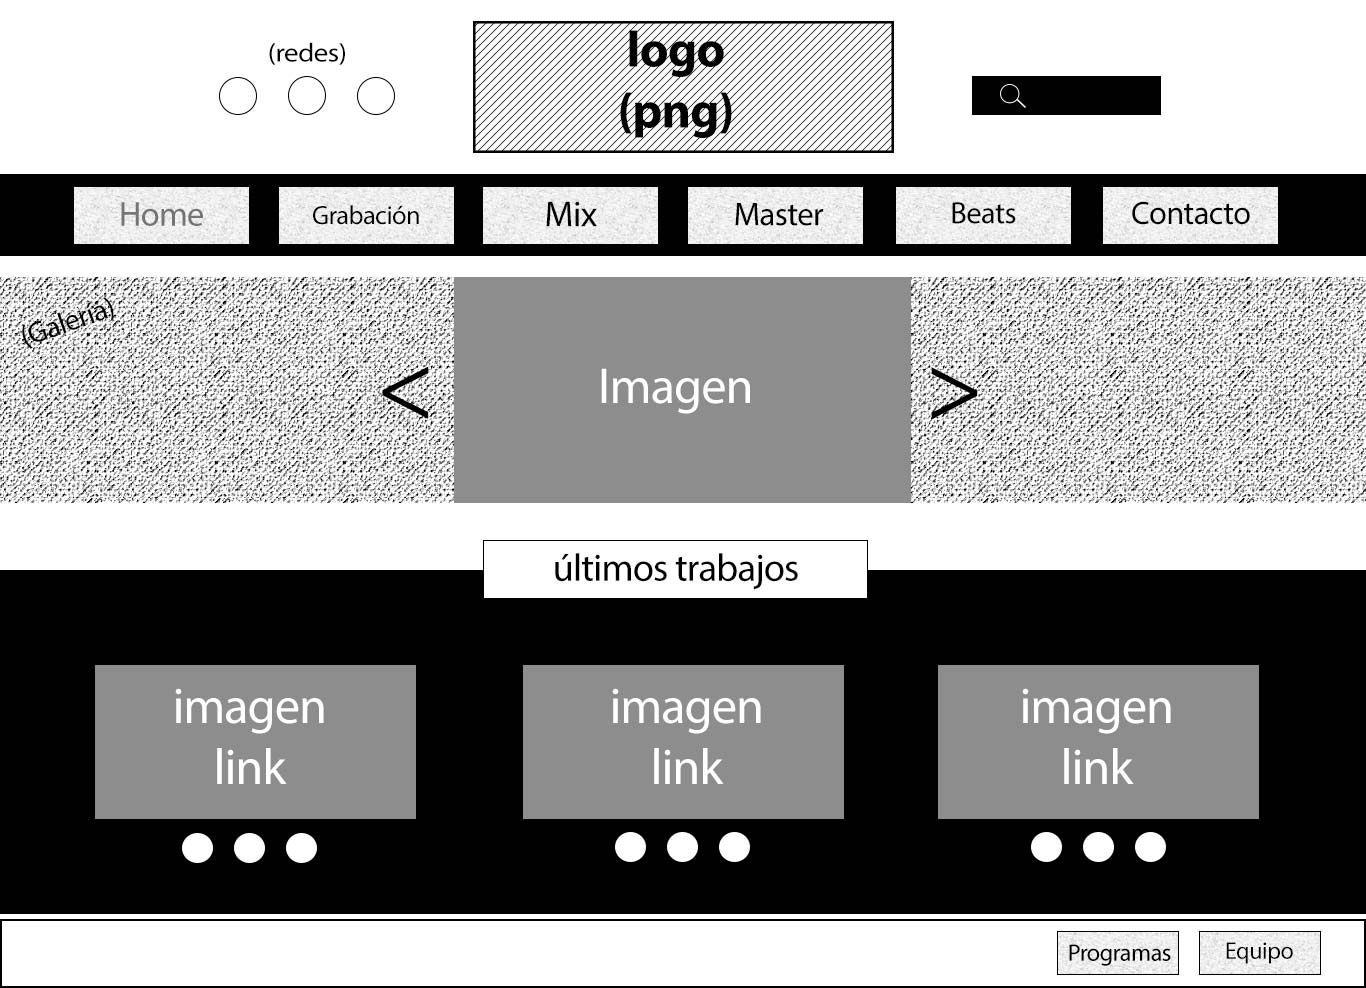 (redes)
logo
(png)
Home
Grabación
Mix
Master
Beats
Contacto
(Galería)
<
Imagen
>
últimos trabajos
imagen
link
imagen
link
imagen
link
Programas
Equipo